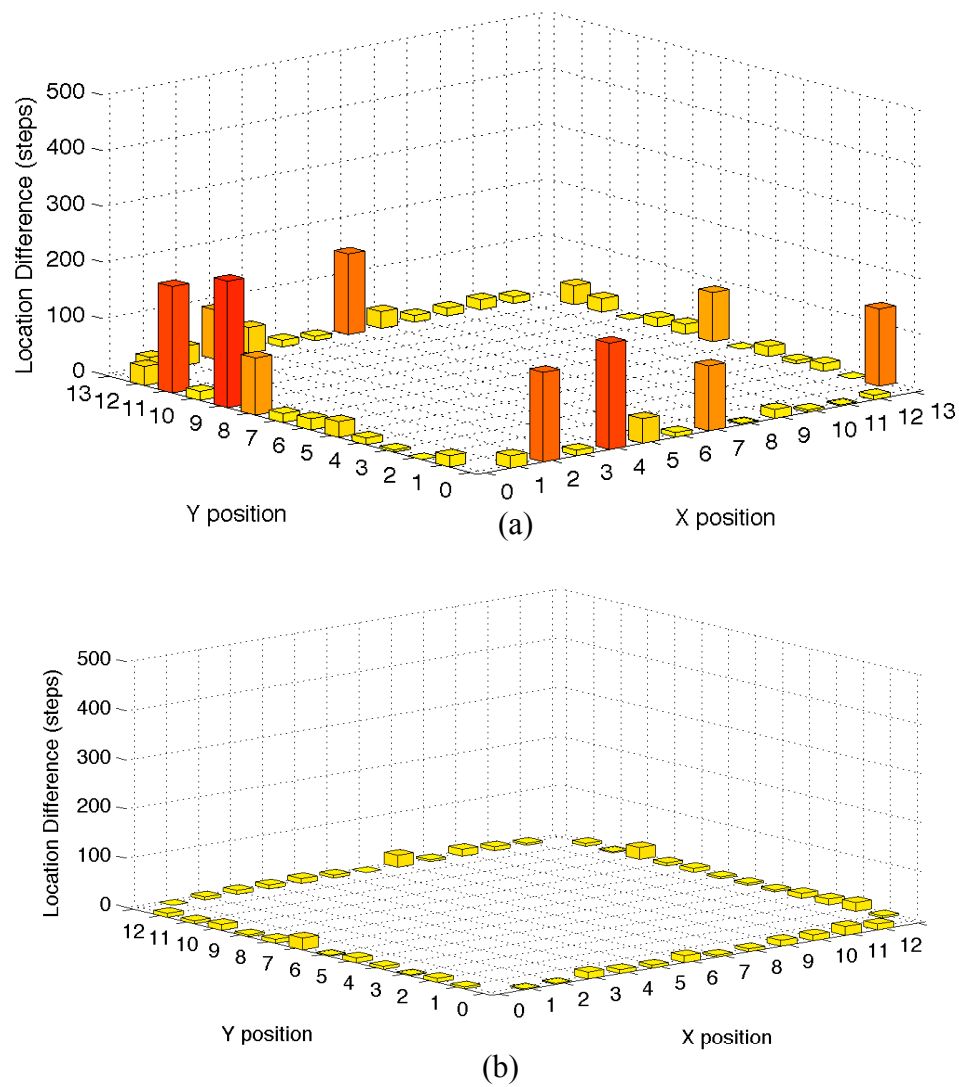 Location Difference (steps)
500
400
300
200
100
0
13 12 11 10 9 8 7 6 5 4 3 2 1 0
0 1 2 3 4 5 6 7 8 9 10 11 12 13
Y position
X position
(a)
Location Difference (steps)
500
400
300
200
100
0
12 11 10 9 8 7 6 5 4 3 2 1 0
0 1 2 3 4 5 6 7 8 9 10 11 12
Y position
X position
(b)